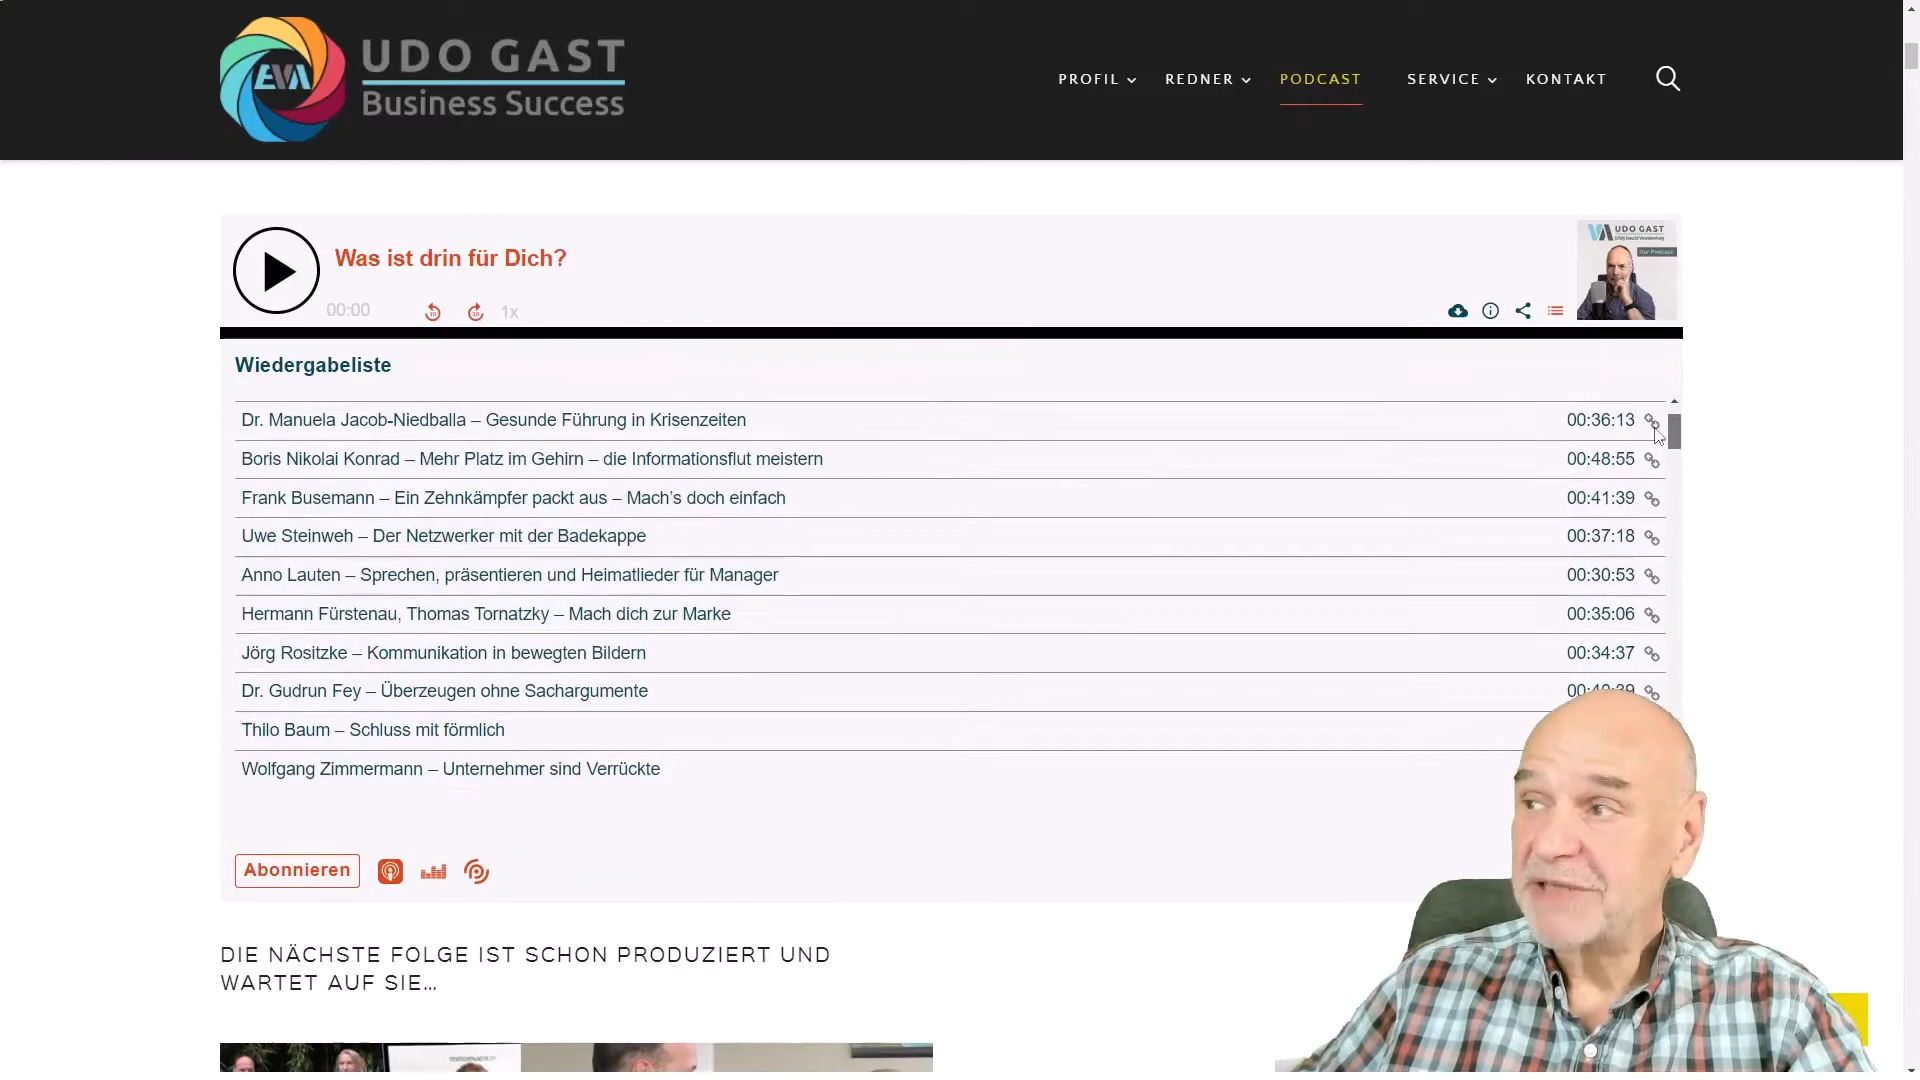 EVA
UDO GAST
Business Success
PROFIL
REDNER
PODCAST
SERVICE
KONTAKT
Was ist drin für Dich?
00:00
1x
UDO GAST
Der Podcast
Wiedergabeliste
Dr. Manuela Jacob-Niedballa – Gesunde Führung in Krisenzeiten 00:36:13
Boris Nikolai Konrad – Mehr Platz im Gehirn – die Informationsflut meistern 00:48:55
Frank Busemann – Ein Zehnkämpfer packt aus – Mach's doch einfach 00:41:39
Uwe Steinweh – Der Netzwerker mit der Badekappe 00:37:18
Anno Lauten – Sprechen, präsentieren und Heimatlieder für Manager 00:30:53
Hermann Fürstenau, Thomas Tornatzky – Mach dich zur Marke 00:35:06
Jörg Rositzke – Kommunikation in bewegten Bildern 00:34:37
Dr. Gudrun Fey – Überzeugen ohne Sachargumente
Thilo Baum – Schluss mit förmlich
Wolfgang Zimmermann – Unternehmer sind Verrückte
Abonnieren
DIE NÄCHSTE FOLGE IST SCHON PRODUZIERT UND
WARTET AUF SIE...